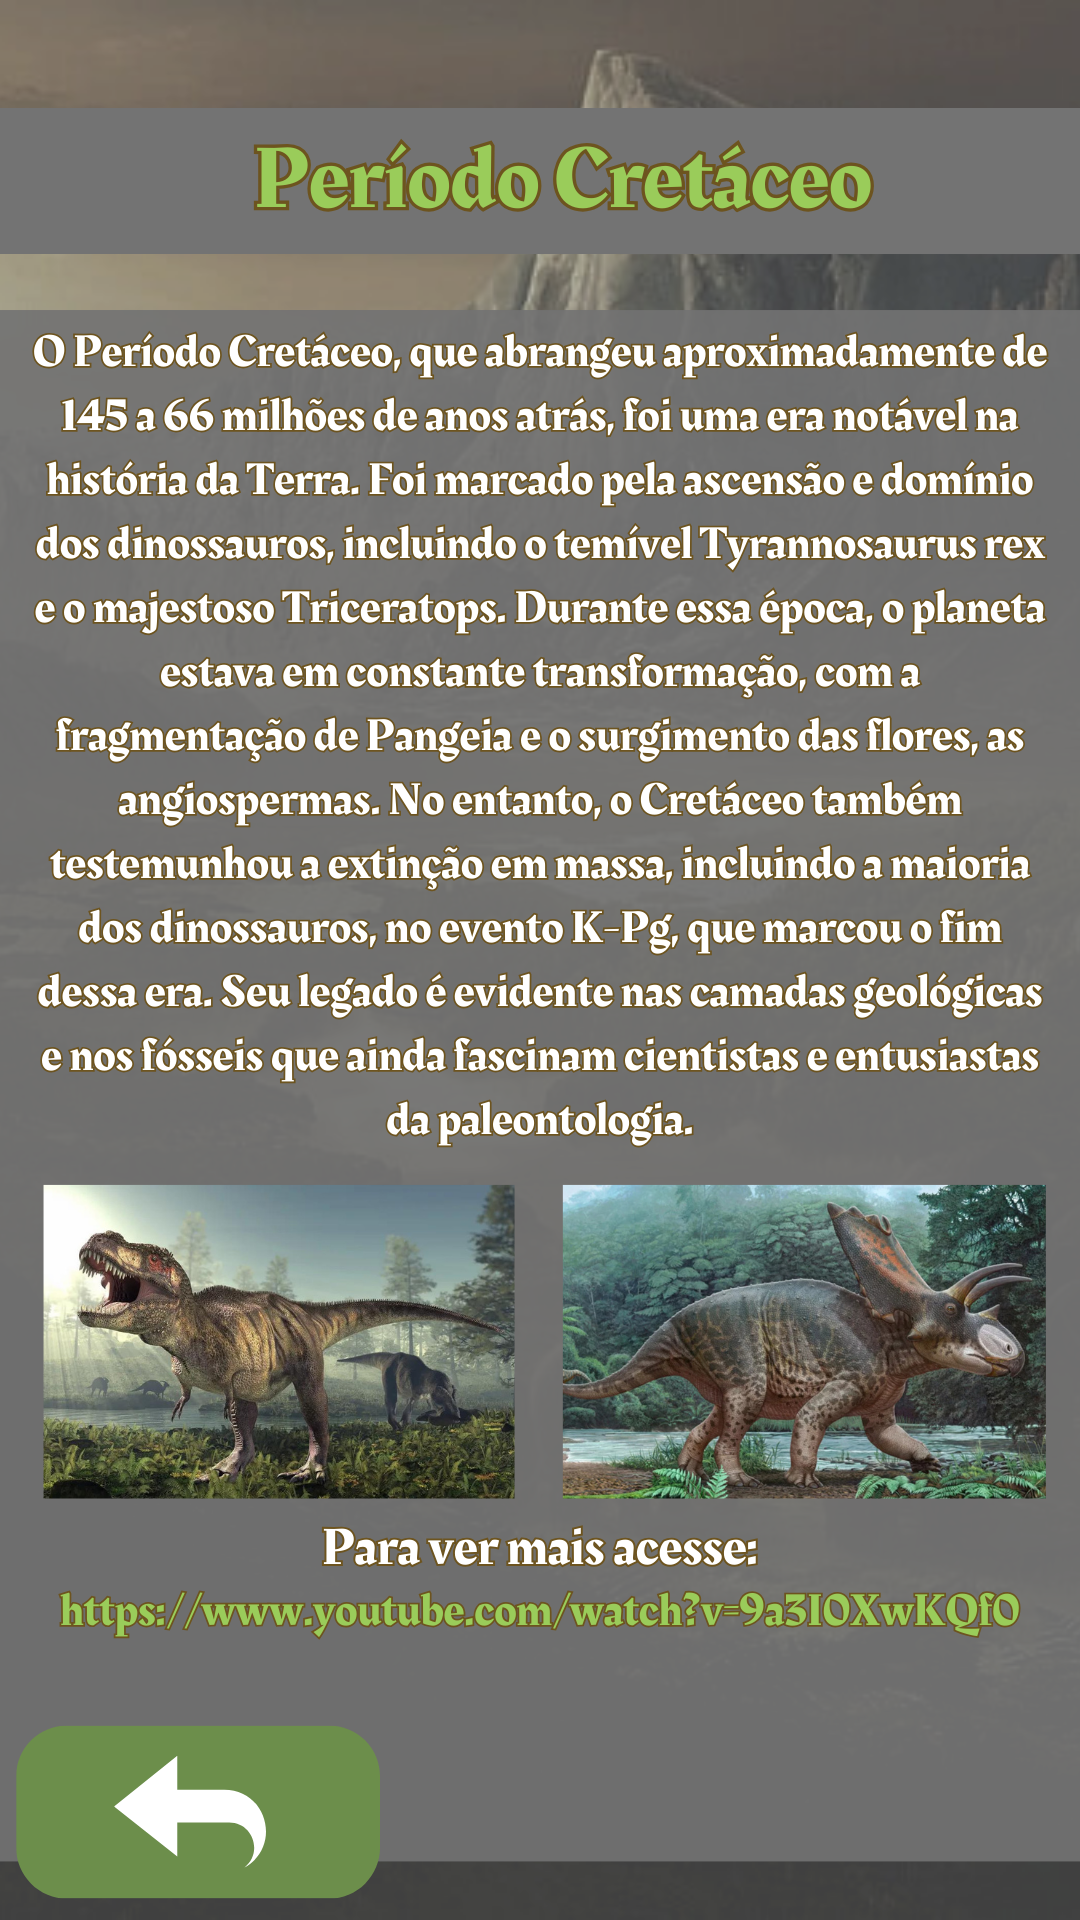 Período Cretáceo
O Período Cretáceo, que abrangeu aproximadamente de
145 a 66 milhões de anos atrás, foi uma era notável na
história da Terra. Foi marcado pela ascensão e domínio
dos dinossauros, incluindo o temível Tyrannosaurus rex
e o majestoso Triceratops. Durante essa época, o planeta
estava em constante transformação, com a
fragmentação de Pangeia e o surgimento das flores, as
angiospermas. No entanto, o Cretáceo também
testemunhou a extinção em massa, incluindo a maioria
dos dinossauros, no evento K-Pg, que marcou o fim
dessa era. Seu legado é evidente nas camadas geológicas
e nos fósseis que ainda fascinam cientistas e entusiastas
da paleontologia.
Para ver mais acesse:
https://www.youtube.com/watch?v=9a3I0XwKQf0